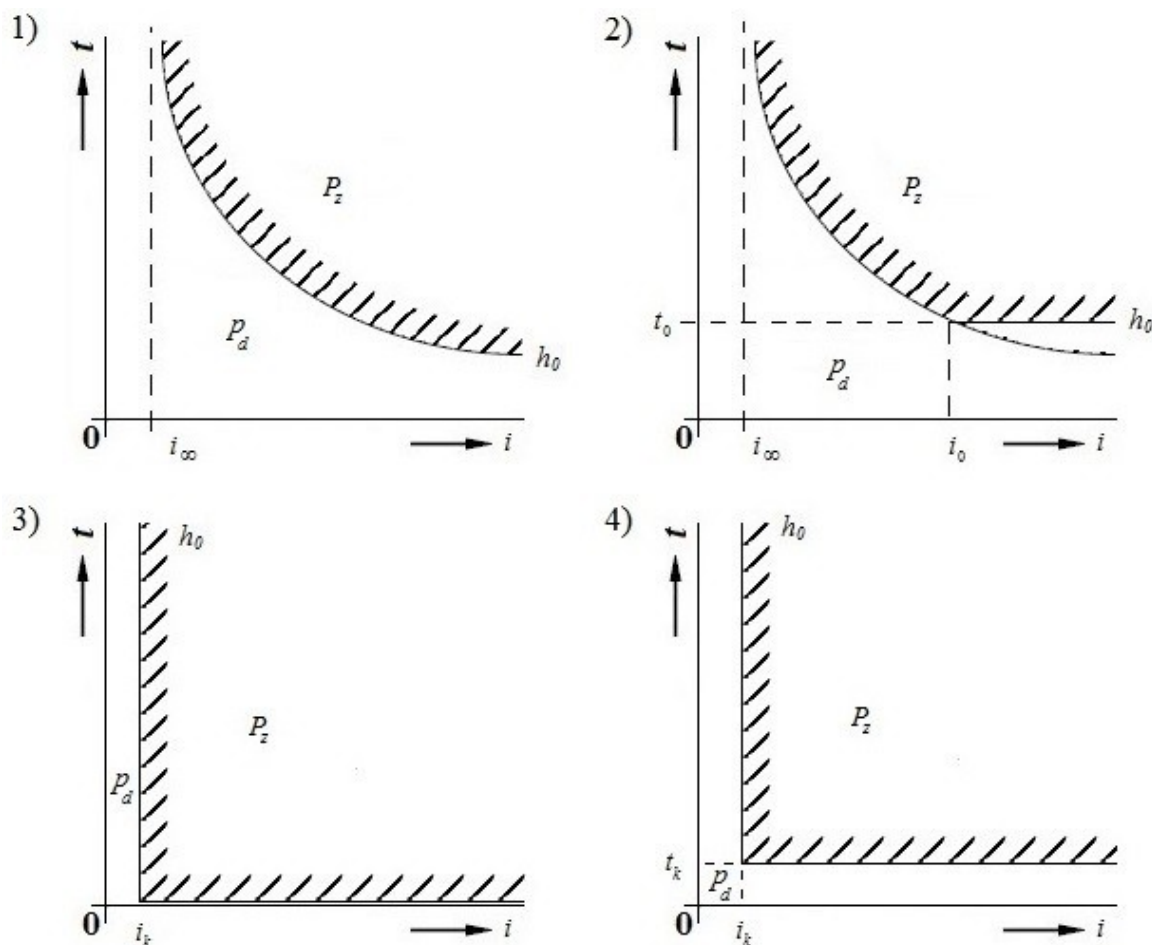 1)
t
P_z
p_d
h_0
0
i_∞
i
2)
t
P_z
t_0
h_0
p_d
0
i_∞
i_0
i
3)
t
h_0
P_z
p_d
0
i_k
i
4)
t
h_0
P_z
t_k
p_d
0
i_k
i